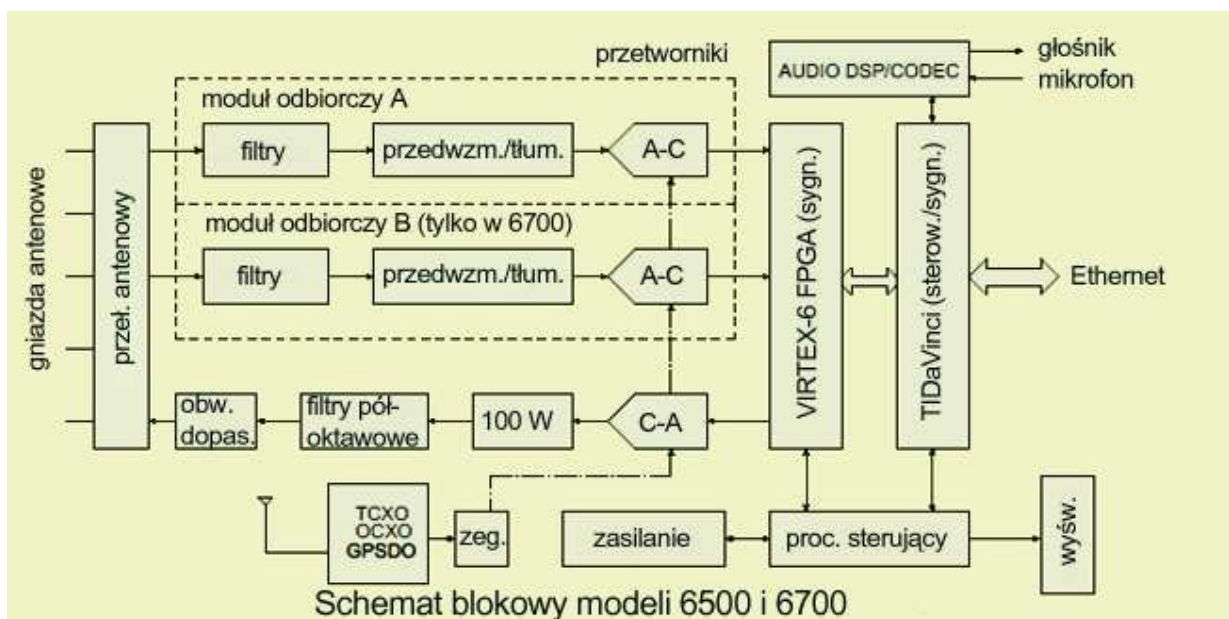 przetworniki
AUDIO DSP/CODEC
głośnik
mikrofon
moduł odbiorczy A
filtry
przedwzm./tłum.
A-C
moduł odbiorczy B (tylko w 6700)
filtry
przedwzm./tłum.
A-C
gniazda antenowe
przeł. antenowy
VIRTEX-6 FPGA (sygn.)
TIDaVinci (sterow./sygn.)
Ethernet
obw.
dopas.
filtry pół-
oktawowe
100 W
C-A
TCXO
OCXO
GPSDO
zeg.
zasilanie
proc. sterujący
wyśw.
Schemat blokowy modeli 6500 i 6700